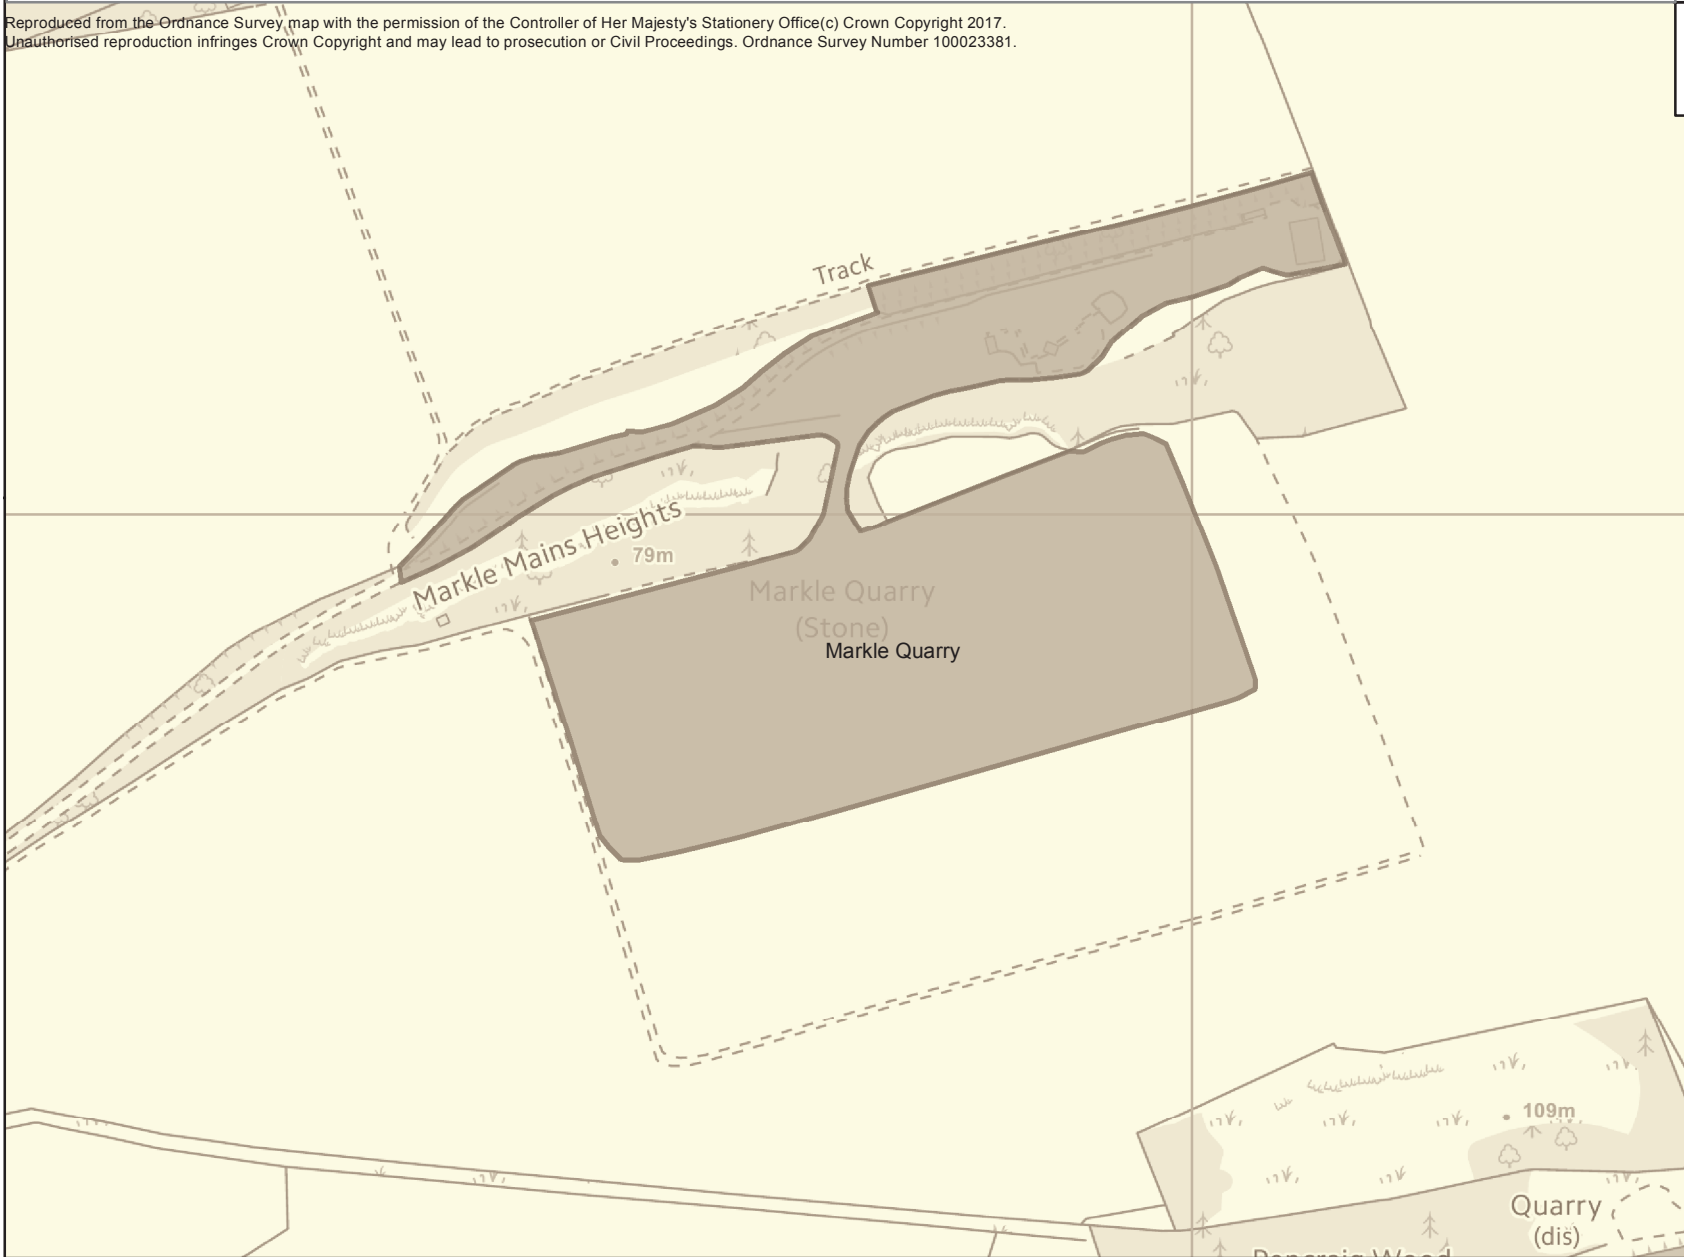 Reproduced from the Ordnance Survey map with the permission of the Controller of Her Majesty's Stationery Office(c) Crown Copyright 2017.
Unauthorised reproduction infringes Crown Copyright and may lead to prosecution or Civil Proceedings. Ordnance Survey Number 100023381.
Track
Markle Mains Heights
79m
Markle Quarry
(Stone)
Markle Quarry
109m
Quarry
(dis)
Pencraig Wood